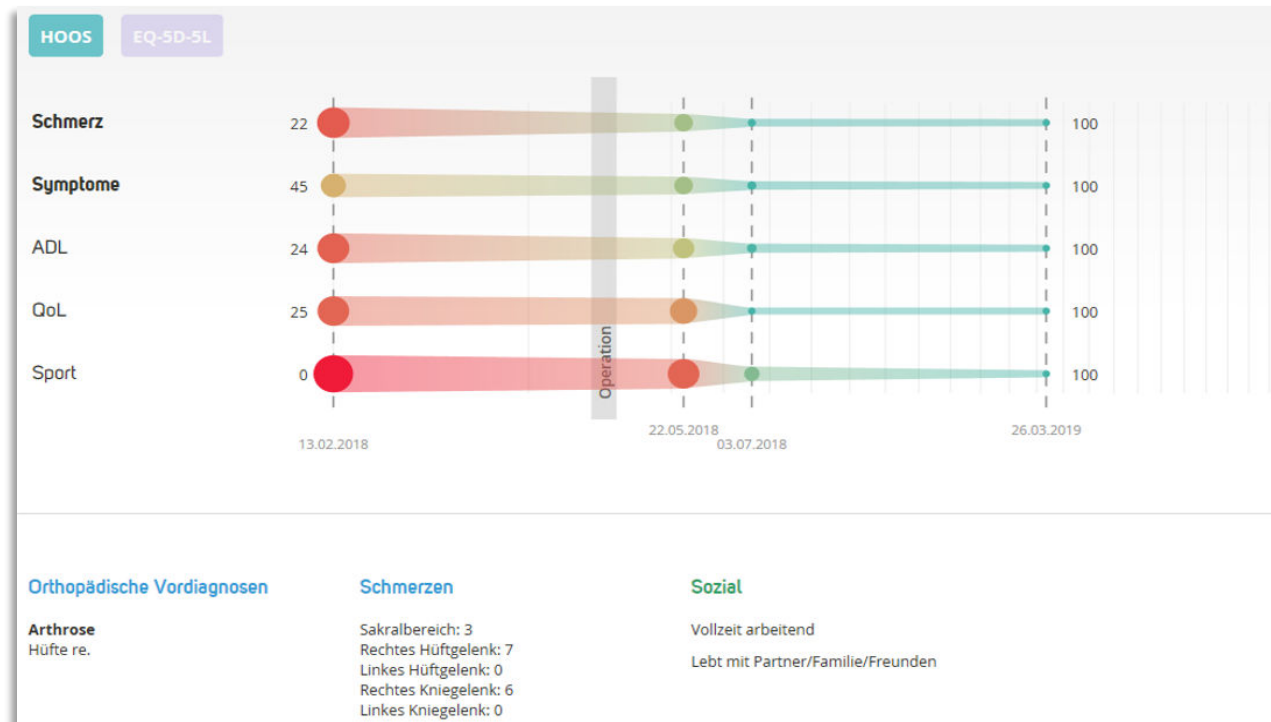 HOOS EQ-5D-5L
Schmerz 22 100
Symptome 45 100
ADL 24 100
QoL 25 100
Sport 0 100
Operation
13.02.2018 22.05.2018 03.07.2018 26.03.2019
Orthopädische Vordiagnosen
Arthrose
Hüfte re.
Schmerzen
Sakralbereich: 3
Rechtes Hüftgelenk: 7
Linkes Hüftgelenk: 0
Rechtes Kniegelenk: 6
Linkes Kniegelenk: 0
Sozial
Vollzeit arbeitend
Lebt mit Partner/Familie/Freunden